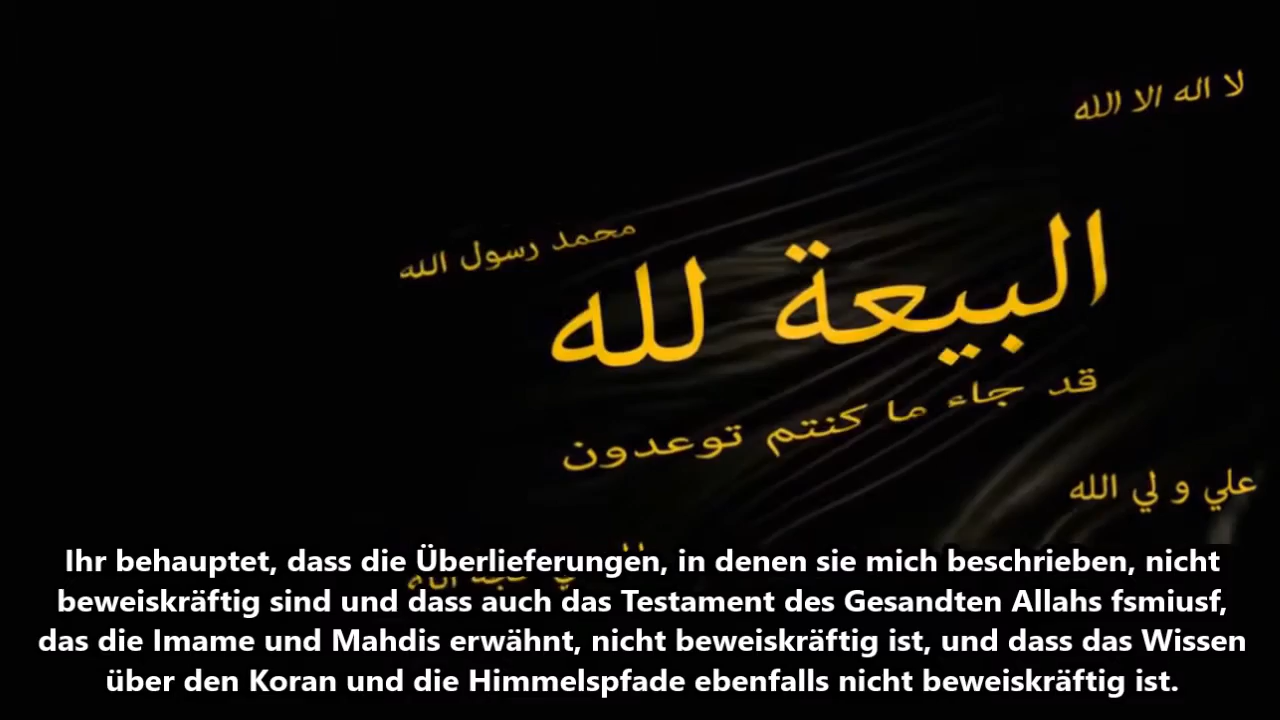 لا اله الا الله
محمد رسول الله
البيعة لله
قد جاء ما كنتم توعدون
علي و لي الله
Ihr behauptet, dass die Überlieferungen, in denen sie mich beschrieben, nicht
beweiskräftig sind und dass auch das Testament des Gesandten Allahs fsmiusf,
das die Imame und Mahdis erwähnt, nicht beweiskräftig ist, und dass das Wissen
über den Koran und die Himmelspfade ebenfalls nicht beweiskräftig ist.